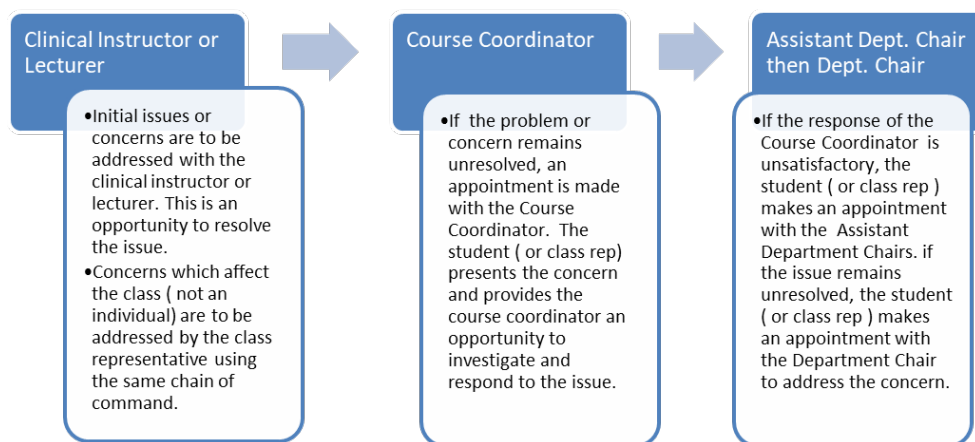 Clinical Instructor or
Lecturer
•Initial issues or
concerns are to be
addressed with the
clinical instructor or
lecturer. This is an
opportunity to resolve
the issue.
•Concerns which affect
the class ( not an
individual) are to be
addressed by the class
representative using
the same chain of
command.
Course Coordinator
•If  the problem or
concern remains
unresolved, an
appointment is made
with the Course
Coordinator.  The
student ( or class rep)
presents the concern
and provides the
course coordinator an
opportunity to
investigate and
respond to the issue.
Assistant Dept. Chair
then Dept. Chair
•If the response of the
Course Coordinator  is
unsatisfactory, the
student ( or class rep )
makes an appointment
with the  Assistant
Department Chairs. if
the issue remains
unresolved, the student
( or class rep ) makes
an appointment with
the Department Chair
to address the concern.